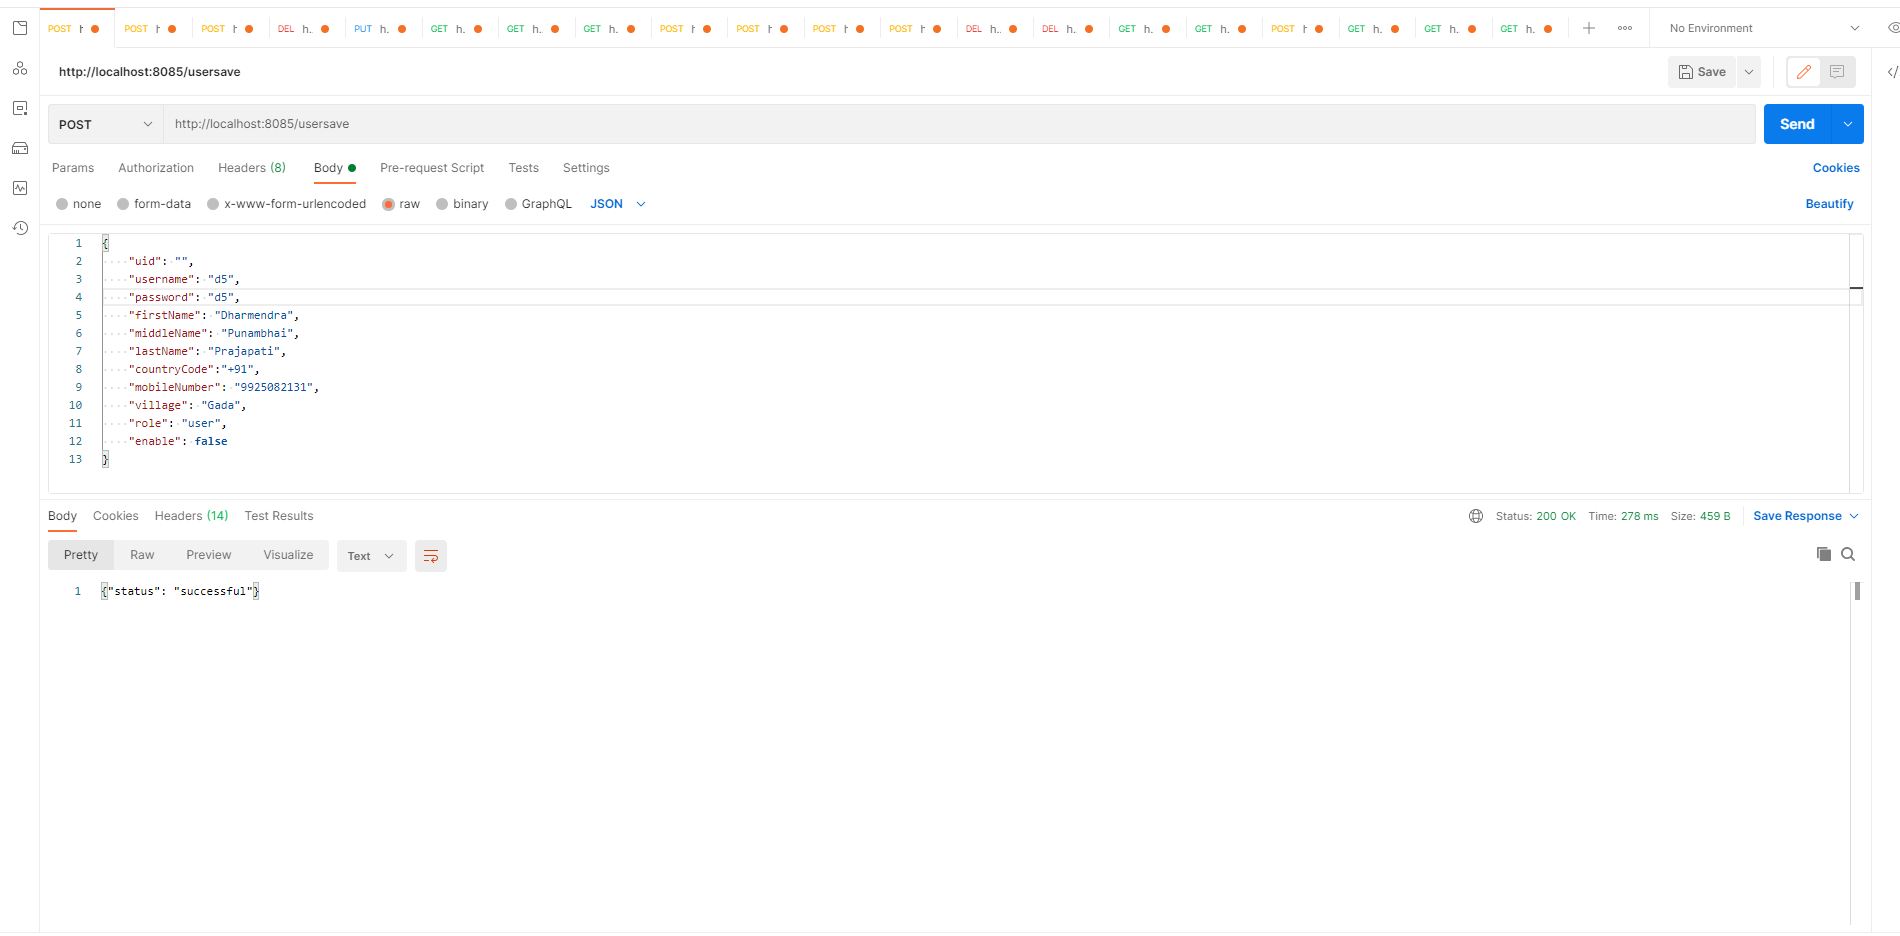 POST h POST h POST h DEL h.. PUT h. GET h. GET h.. GET h. POST h POST h POST h POST h DEL h.. DEL h. GET h. GET h. POST h GET h. GET h. GET h. No Environment
http://localhost:8085/usersave Save
POST http://localhost:8085/usersave Send
Params Authorization Headers (8) Body Pre-request Script Tests Settings Cookies
none form-data x-www-form-urlencoded raw binary GraphQL JSON Beautify
1 {
2 "uid": "",
3 "username": "d5",
4 "password": "d5",
5 "firstName": "Dharmendra",
6 "middleName": "Punambhai",
7 "lastName": "Prajapati",
8 "countryCode":"+91",
9 "mobileNumber": "9925082131",
10 "village": "Gada",
11 "role": "user",
12 "enable": false
13 }
Body Cookies Headers (14) Test Results Status: 200 OK Time: 278 ms Size: 459 B Save Response
Pretty Raw Preview Visualize Text
1 {"status": "successful"}